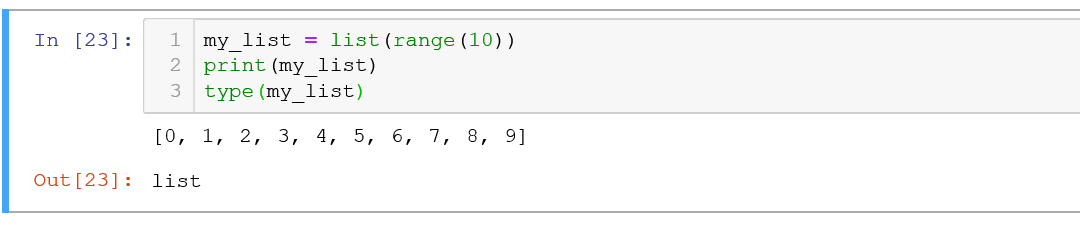 In [23]: 1 my_list = list(range(10))
2 print(my_list)
3 type(my_list)
[0, 1, 2, 3, 4, 5, 6, 7, 8, 9]
Out[23]: list